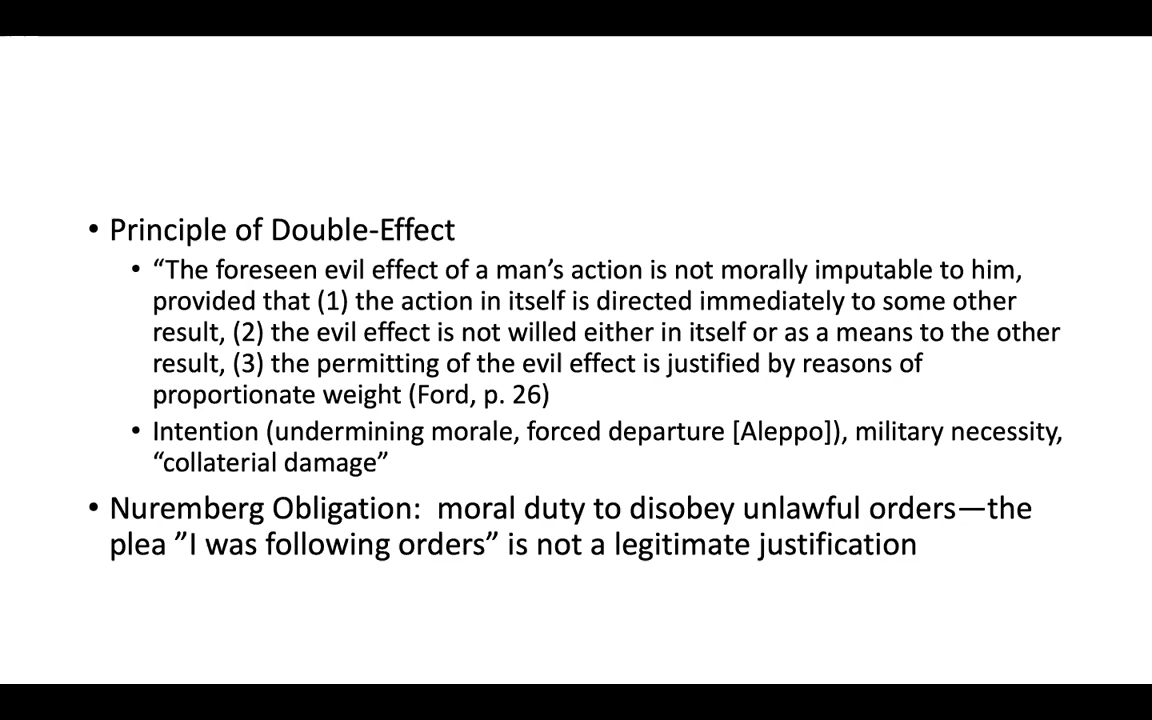 • Principle of Double-Effect
• “The foreseen evil effect of a man’s action is not morally imputable to him,
provided that (1) the action in itself is directed immediately to some other
result, (2) the evil effect is not willed either in itself or as a means to the other
result, (3) the permitting of the evil effect is justified by reasons of
proportionate weight (Ford, p. 26)
• Intention (undermining morale, forced departure [Aleppo]), military necessity,
“collaterial damage”
• Nuremberg Obligation:  moral duty to disobey unlawful orders—the
plea ”I was following orders” is not a legitimate justification